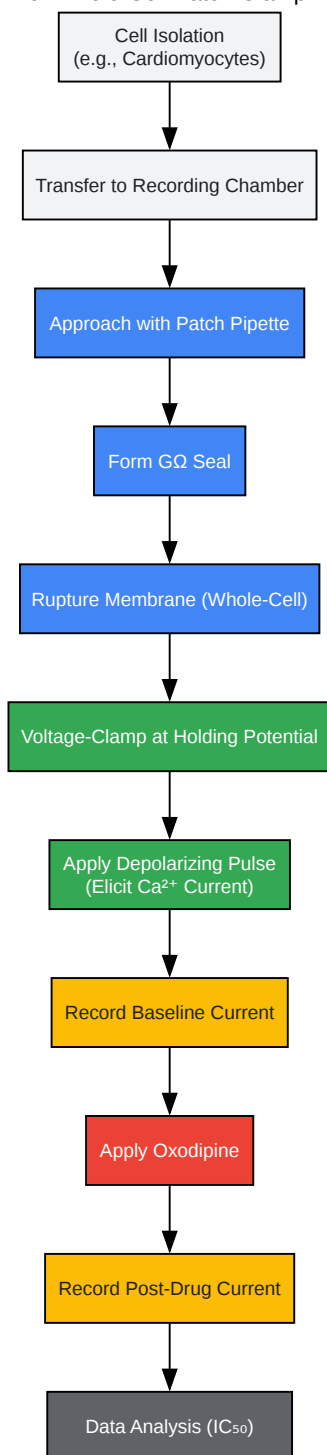 Cell Isolation
(e.g., Cardiomyocytes)
Transfer to Recording Chamber
Approach with Patch Pipette
Form GΩ Seal
Rupture Membrane (Whole-Cell)
Voltage-Clamp at Holding Potential
Apply Depolarizing Pulse
(Elicit Ca²⁺ Current)
Record Baseline Current
Apply Oxodipine
Record Post-Drug Current
Data Analysis (IC₅₀)